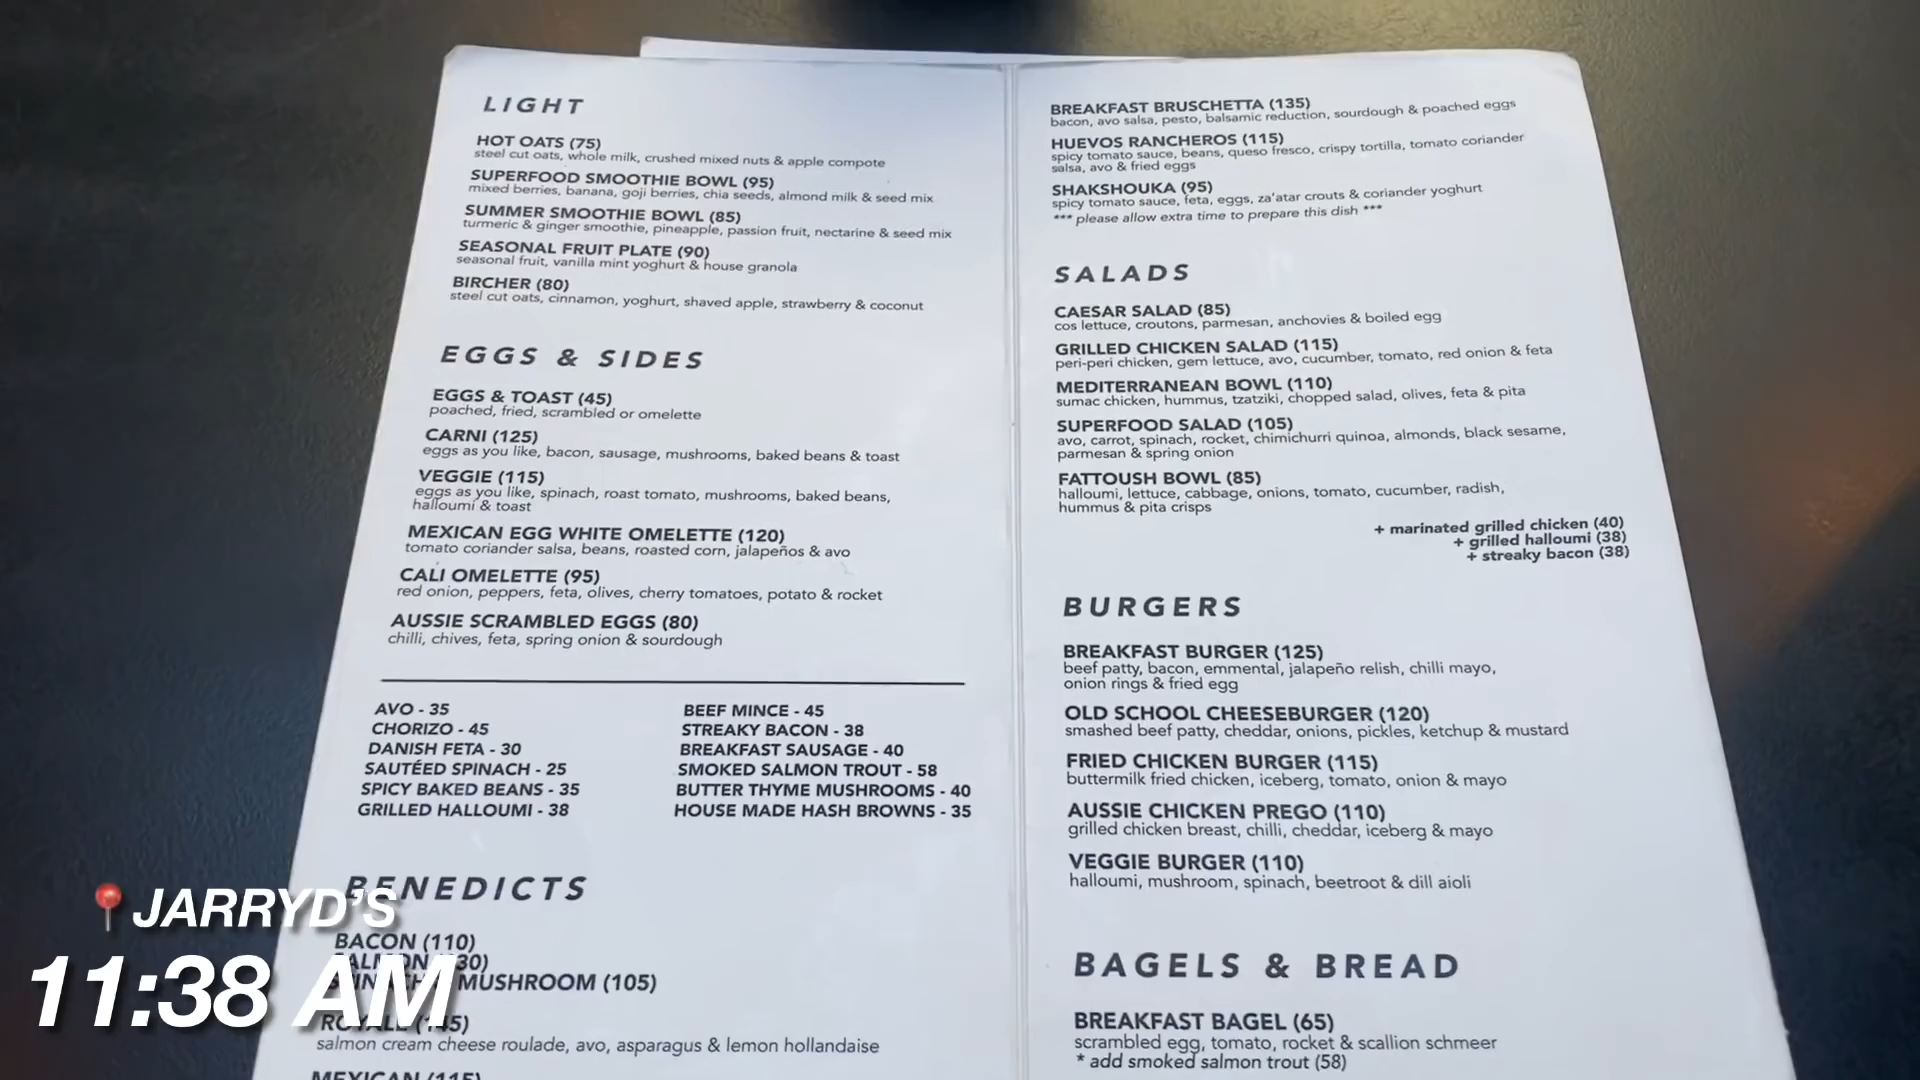 LIGHT
HOT OATS (75)
steel cut oats, whole milk, crushed mixed nuts & apple compote
SUPERFOOD SMOOTHIE BOWL (95)
mixed berries, banana, goji berries, chia seeds, almond milk & seed mix
SUMMER SMOOTHIE BOWL (85)
turmeric & ginger smoothie, pineapple, passion fruit, nectarine & seed mix
SEASONAL FRUIT PLATE (90)
seasonal fruit, vanilla mint yoghurt & house granola
BIRCHER (80)
steel cut oats, cinnamon, yoghurt, shaved apple, strawberry & coconut
EGGS & SIDES
EGGS & TOAST (45)
poached, fried, scrambled or omelette
CARNI (125)
eggs as you like, bacon, sausage, mushrooms, baked beans & toast
VEGGIE (115)
eggs as you like, spinach, roast tomato, mushrooms, baked beans,
halloumi & toast
MEXICAN EGG WHITE OMELETTE (120)
tomato coriander salsa, beans, roasted corn, jalapeños & avo
CALI OMELETTE (95)
red onion, peppers, feta, olives, cherry tomatoes, potato & rocket
AUSSIE SCRAMBLED EGGS (80)
chilli, chives, feta, spring onion & sourdough
AVO - 35
CHORIZO - 45
DANISH FETA - 30
SAUTÉED SPINACH - 25
SPICY BAKED BEANS - 35
GRILLED HALLOUMI - 38
BEEF MINCE - 45
STREAKY BACON - 38
BREAKFAST SAUSAGE - 40
SMOKED SALMON TROUT - 58
BUTTER THYME MUSHROOMS - 40
HOUSE MADE HASH BROWNS - 35
BENEDICTS
BACON (110)
MUSHROOM (105)
salmon cream cheese roulade, avo, asparagus & lemon hollandaise
MEXICAN (115)
BREAKFAST BRUSCHETTA (135)
bacon, avo salsa, pesto, balsamic reduction, sourdough & poached eggs
HUEVOS RANCHEROS (115)
spicy tomato sauce, beans, queso fresco, crispy tortilla, tomato coriander
salsa, avo & fried eggs
SHAKSHOUKA (95)
spicy tomato sauce, feta, eggs, za'atar crouts & coriander yoghurt
*** please allow extra time to prepare this dish ***
SALADS
CAESAR SALAD (85)
cos lettuce, croutons, parmesan, anchovies & boiled egg
GRILLED CHICKEN SALAD (115)
peri-peri chicken, gem lettuce, avo, cucumber, tomato, red onion & feta
MEDITERRANEAN BOWL (110)
sumac chicken, hummus, tzatziki, chopped salad, olives, feta & pita
SUPERFOOD SALAD (105)
avo, carrot, spinach, rocket, chimichurri quinoa, almonds, black sesame,
parmesan & spring onion
FATTOUSH BOWL (85)
halloumi, lettuce, cabbage, onions, tomato, cucumber, radish,
hummus & pita crisps
+ marinated grilled chicken (40)
+ grilled halloumi (38)
+ streaky bacon (38)
BURGERS
BREAKFAST BURGER (125)
beef patty, bacon, emmental, jalapeño relish, chilli mayo,
onion rings & fried egg
OLD SCHOOL CHEESEBURGER (120)
smashed beef patty, cheddar, onions, pickles, ketchup & mustard
FRIED CHICKEN BURGER (115)
buttermilk fried chicken, iceberg, tomato, onion & mayo
AUSSIE CHICKEN PREGO (110)
grilled chicken breast, chilli, cheddar, iceberg & mayo
VEGGIE BURGER (110)
halloumi, mushroom, spinach, beetroot & dill aioli
BAGELS & BREAD
BREAKFAST BAGEL (65)
scrambled egg, tomato, rocket & scallion schmeer
* add smoked salmon trout (58)
JARRYD'S
11:38 AM